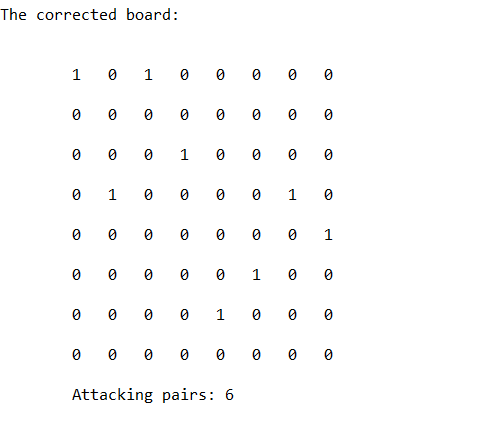 The corrected board:
1 0 1 0 0 0 0 0
0 0 0 0 0 0 0 0
0 0 0 1 0 0 0 0
0 1 0 0 0 0 1 0
0 0 0 0 0 0 0 1
0 0 0 0 0 1 0 0
0 0 0 0 1 0 0 0
0 0 0 0 0 0 0 0
Attacking pairs: 6